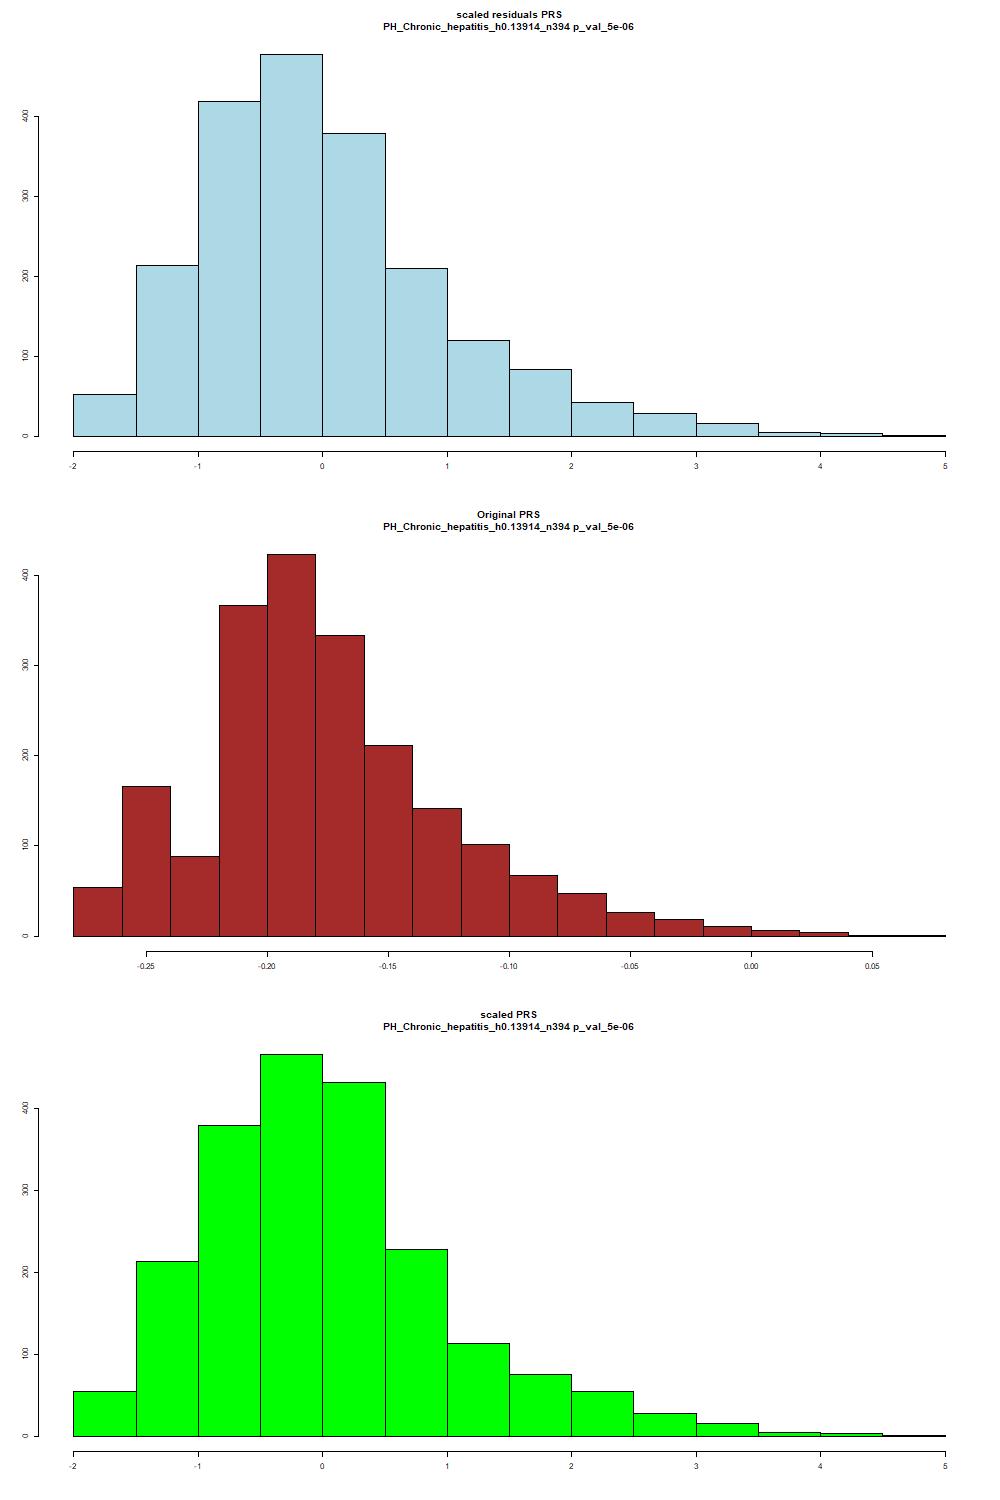 scaled residuals PRS
PH_Chronic_hepatitis_h0.13914_n394 p_val_5e-06
400
300
200
100
0
-2 -1 0 1 2 3 4 5
Original PRS
PH_Chronic_hepatitis_h0.13914_n394 p_val_5e-06
400
300
200
100
0
-0.25 -0.20 -0.15 -0.10 -0.05 0.00 0.05
scaled PRS
PH_Chronic_hepatitis_h0.13914_n394 p_val_5e-06
400
300
200
100
0
-2 -1 0 1 2 3 4 5